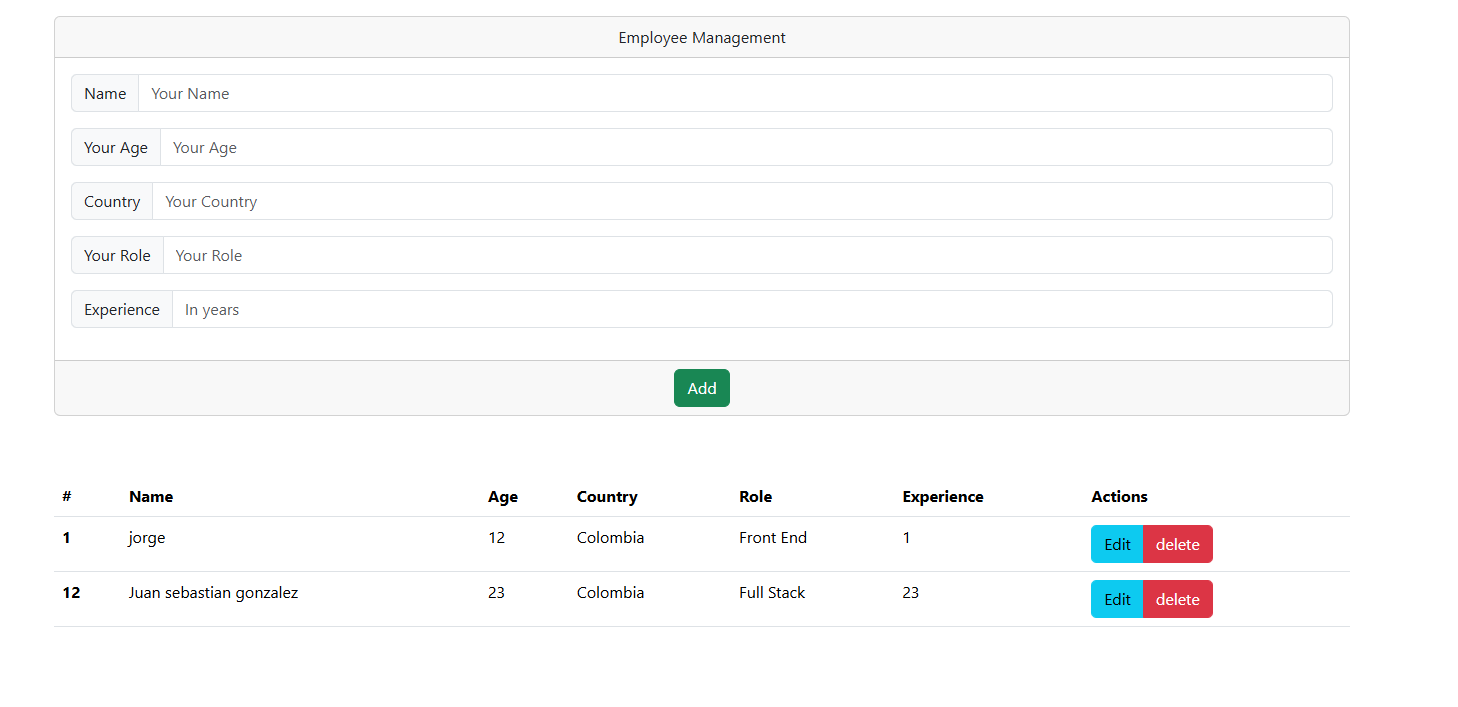 Employee Management
Name Your Name
Your Age Your Age
Country Your Country
Your Role Your Role
Experience In years
Add
# Name Age Country Role Experience Actions
1 jorge 12 Colombia Front End 1 Edit delete
12 Juan sebastian gonzalez 23 Colombia Full Stack 23 Edit delete